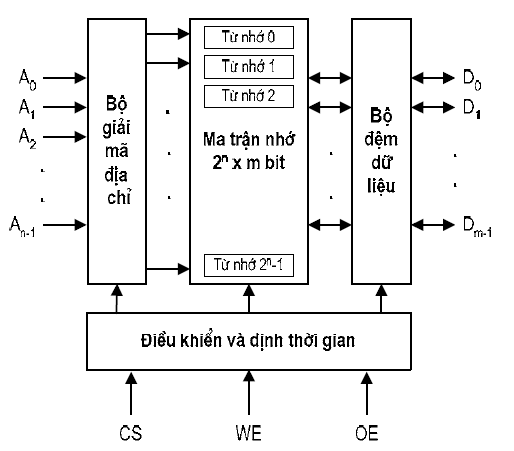 A0
A1
A2
An-1
Bộ
giải
mã
địa
chỉ
Từ nhớ 0
Từ nhớ 1
Từ nhớ 2
Ma trận nhớ
2n x m bit
Từ nhớ 2n-1
Bộ
đệm
dữ
liệu
D0
D1
Dm-1
Điều khiển và dịnh thời gian
CS
WE
OE